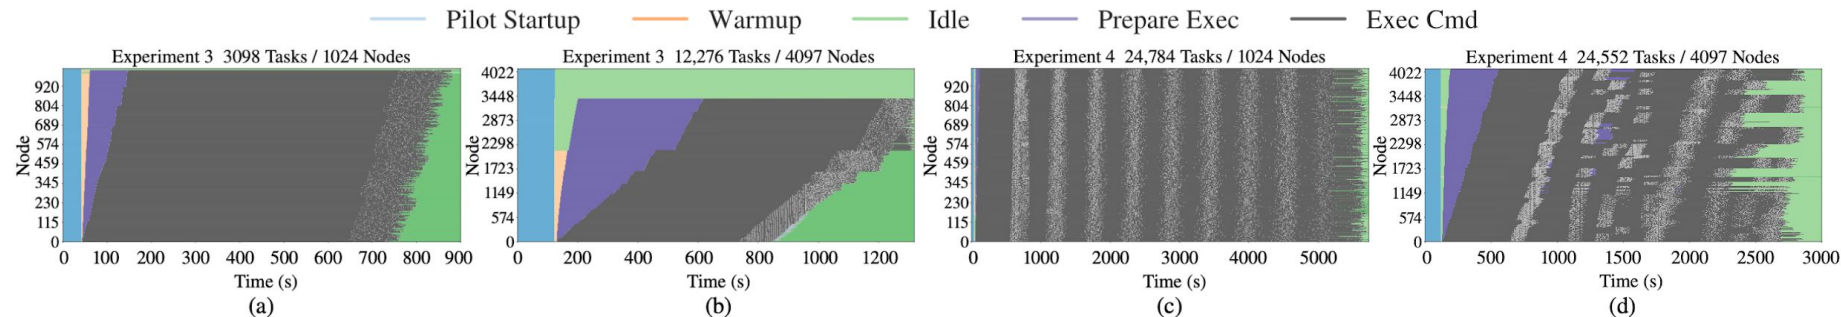 Pilot Startup Warmup Idle Prepare Exec Exec Cmd
Experiment 3 3098 Tasks / 1024 Nodes
920
804
689
574
459
345
230
115
0
Node
0 100 200 300 400 500 600 700 800 900
Time (s)
(a)
Experiment 3 12,276 Tasks / 4097 Nodes
4022
3448
2873
2298
1723
1149
574
0
Node
0 200 400 600 800 1000 1200
Time (s)
(b)
Experiment 4 24,784 Tasks / 1024 Nodes
920
804
689
574
459
345
230
115
0
Node
0 1000 2000 3000 4000 5000
Time (s)
(c)
Experiment 4 24,552 Tasks / 4097 Nodes
4022
3448
2873
2298
1723
1149
574
0
Node
0 500 1000 1500 2000 2500 3000
Time (s)
(d)